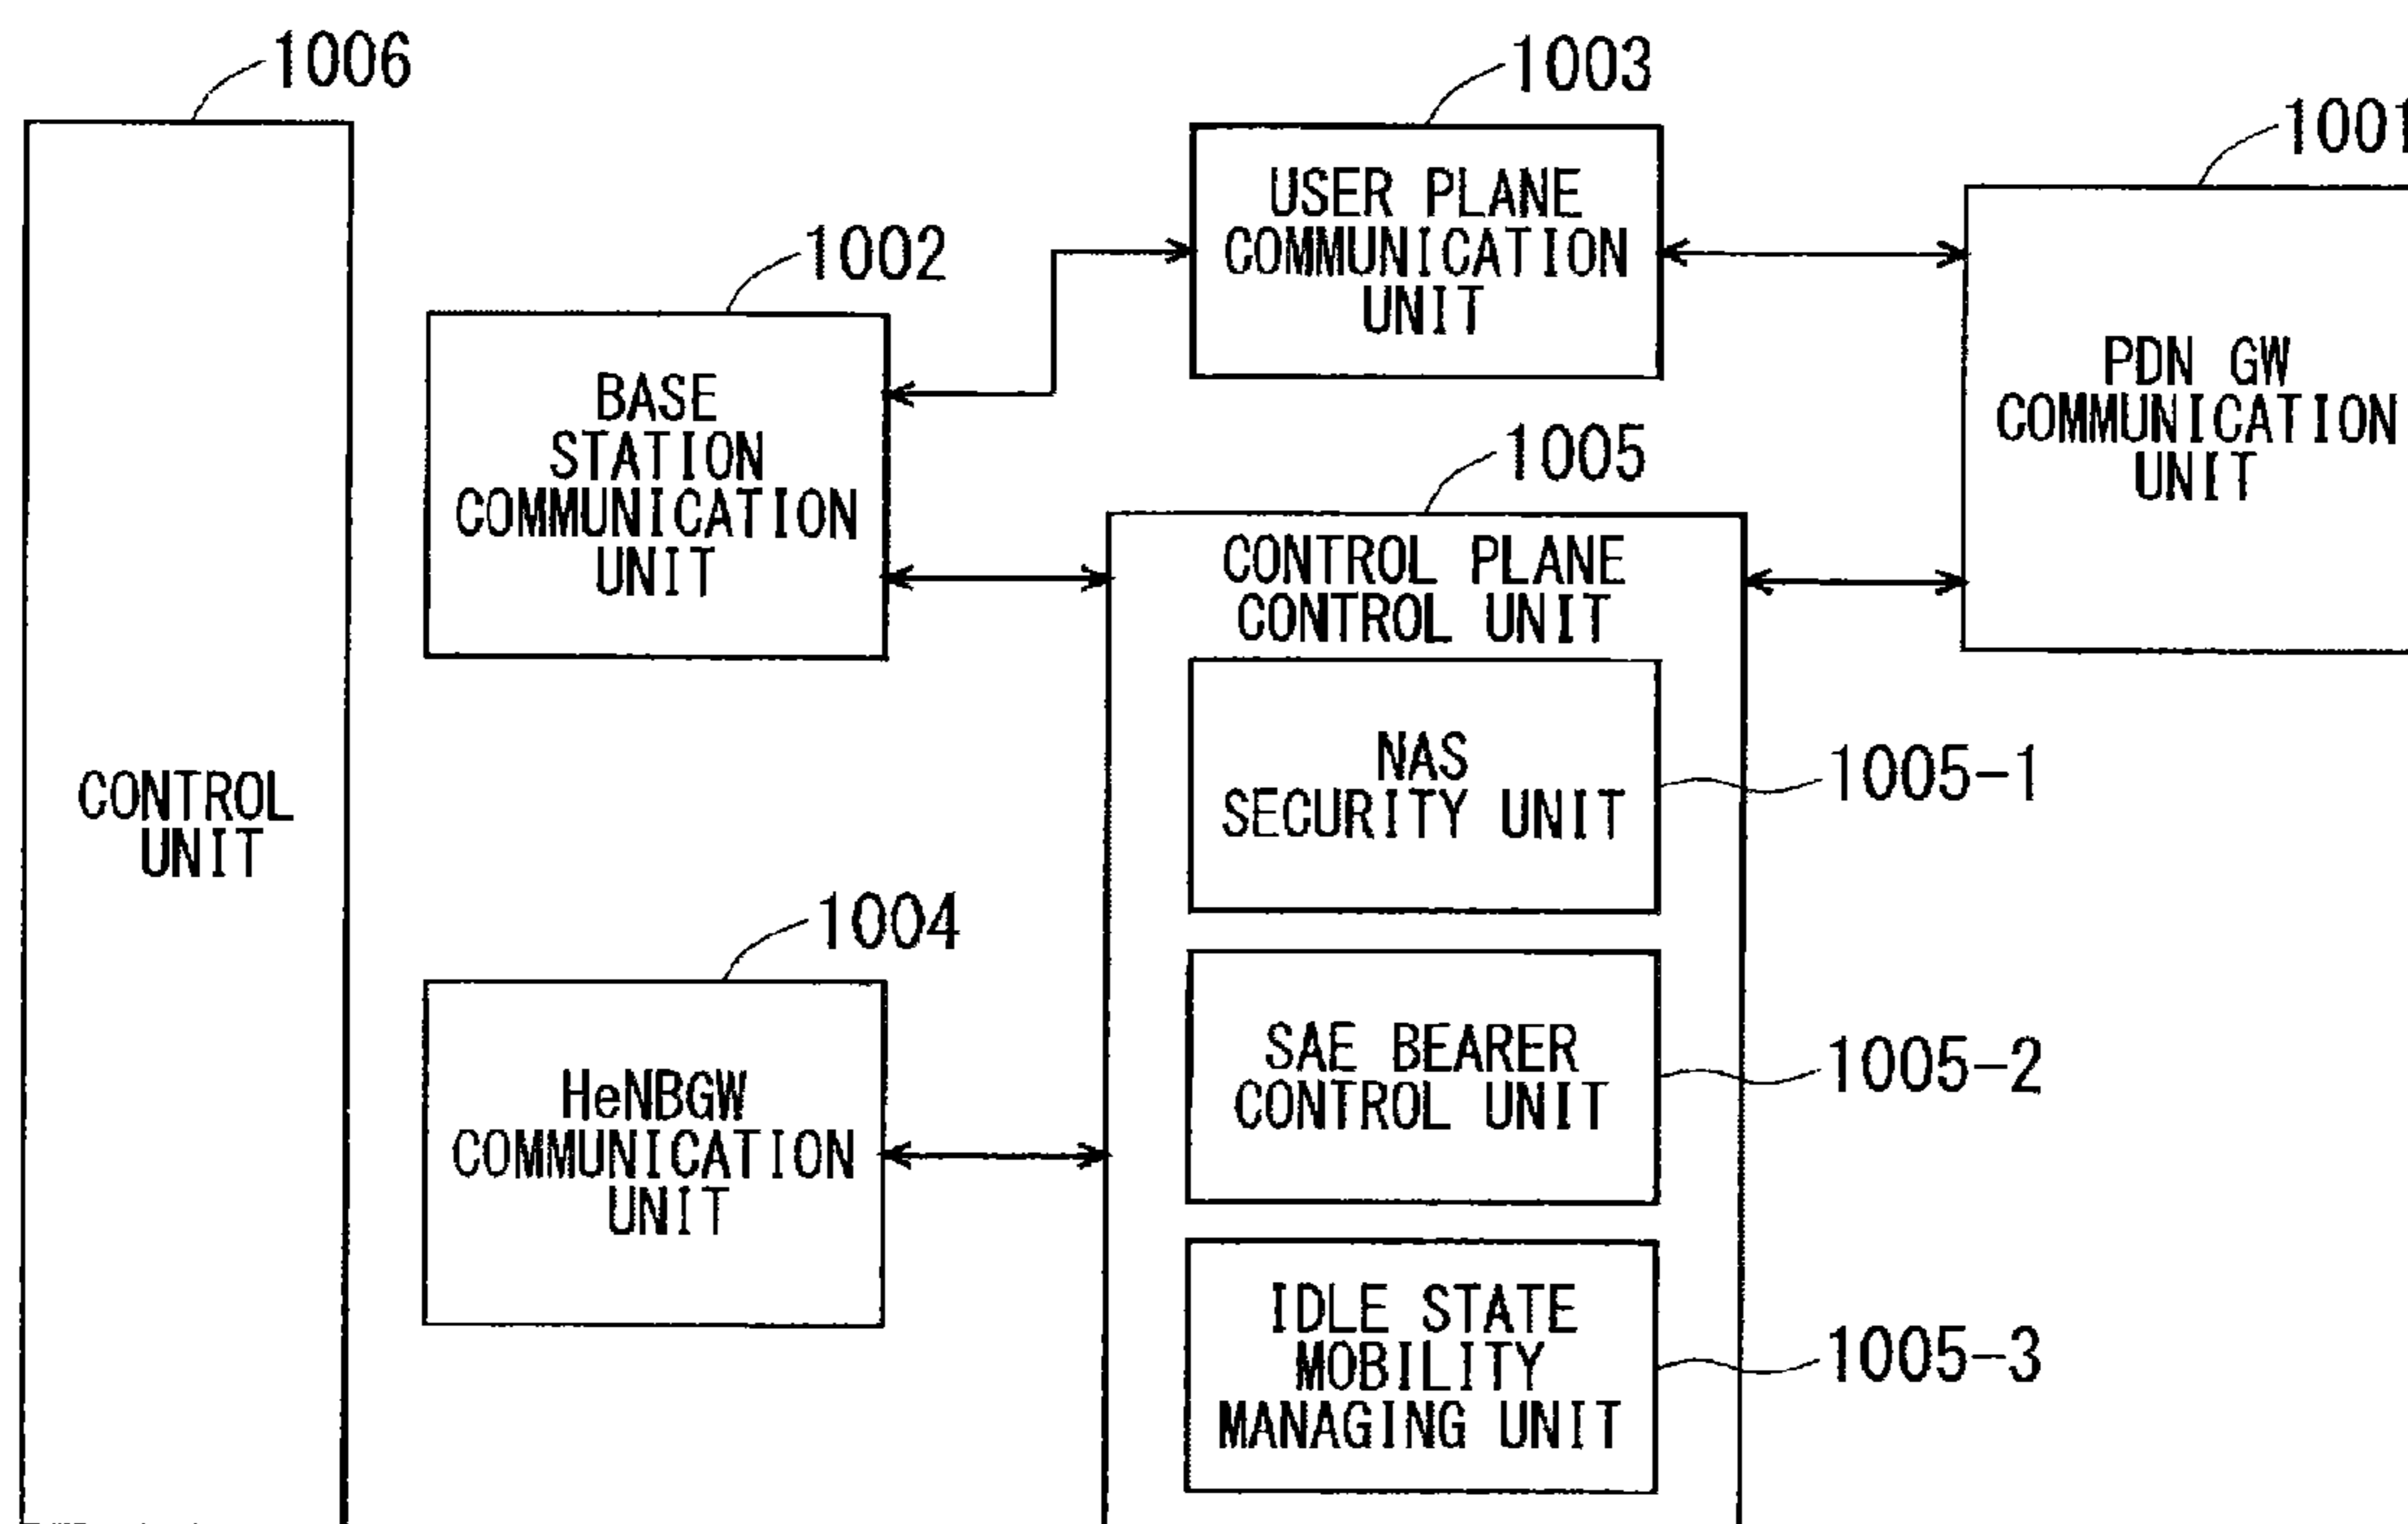 1006
1003
1001
1002
USER PLANE
COMMUNICATION
UNIT
BASE
STATION
COMMUNICATION
UNIT
PDN GW
COMMUNICATION
UNIT
1005
CONTROL PLANE
CONTROL UNIT
NAS
SECURITY UNIT
1005-1
CONTROL
UNIT
1004
SAE BEARER
CONTROL UNIT
1005-2
HeNBGW
COMMUNICATION
UNIT
IDLE STATE
MOBILITY
MANAGING UNIT
1005-3